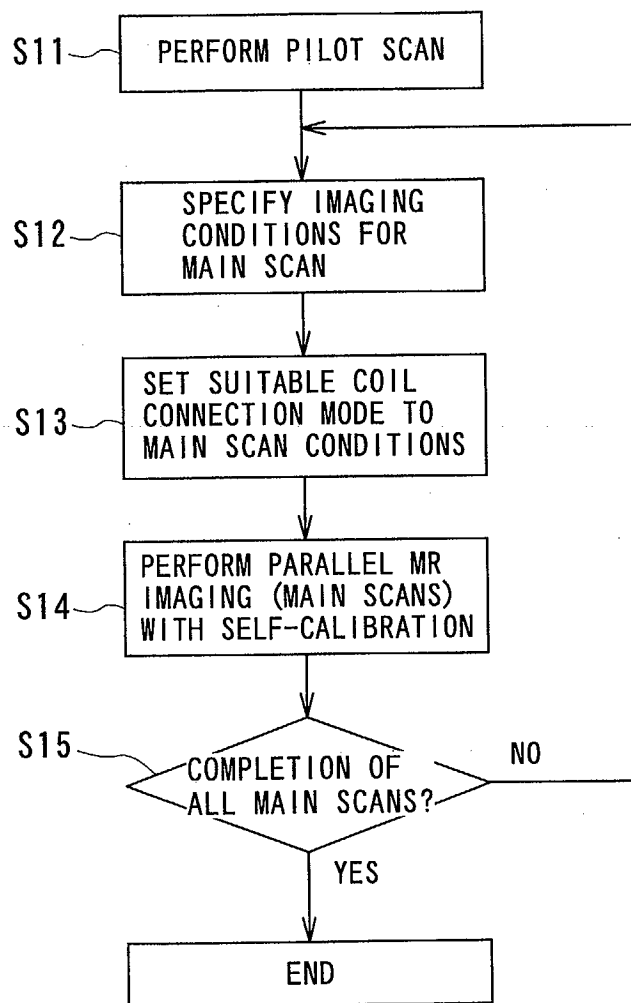 S11
PERFORM PILOT SCAN
S12
SPECIFY IMAGING
CONDITIONS FOR
MAIN SCAN
S13
SET SUITABLE COIL
CONNECTION MODE TO
MAIN SCAN CONDITIONS
S14
PERFORM PARALLEL MR
IMAGING (MAIN SCANS)
WITH SELF-CALIBRATION
S15
COMPLETION OF
ALL MAIN SCANS?
NO
YES
END